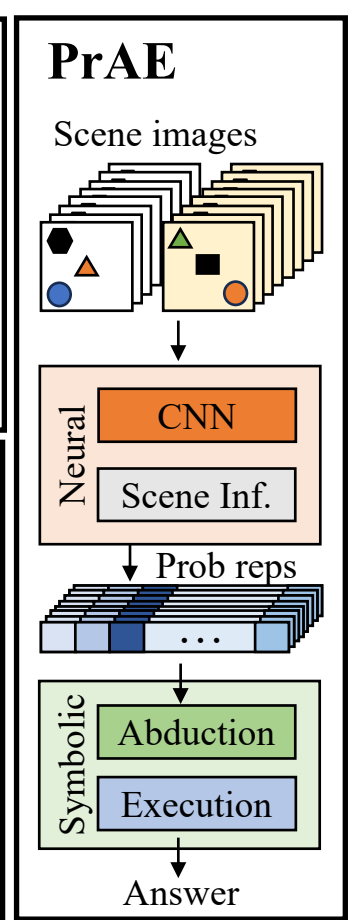 PrAE
Scene images
Neural
CNN
Scene Inf.
Prob reps
...
Symbolic
Abduction
Execution
Answer